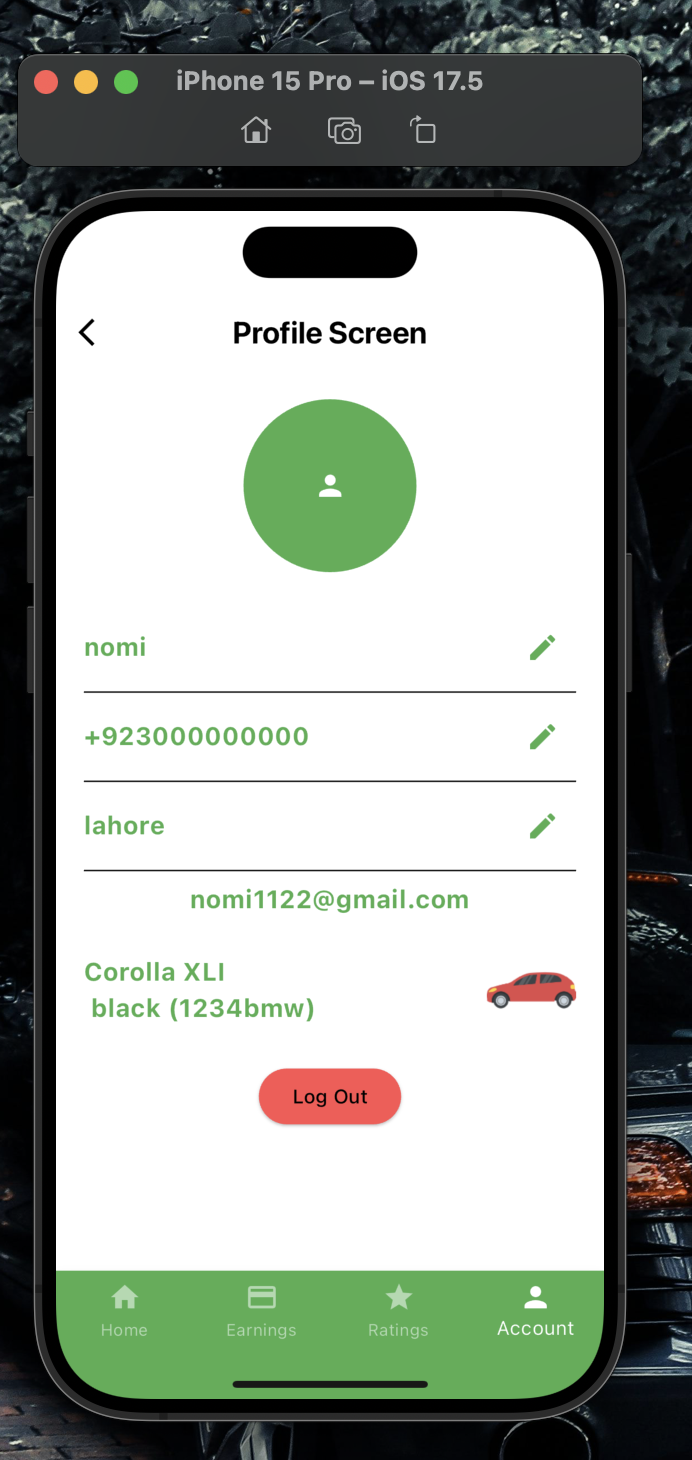 iPhone 15 Pro – iOS 17.5
Profile Screen
nomi
+923000000000
lahore
nomi1122@gmail.com
Corolla XLI
black (1234bmw)
Log Out
Home
Earnings
Ratings
Account